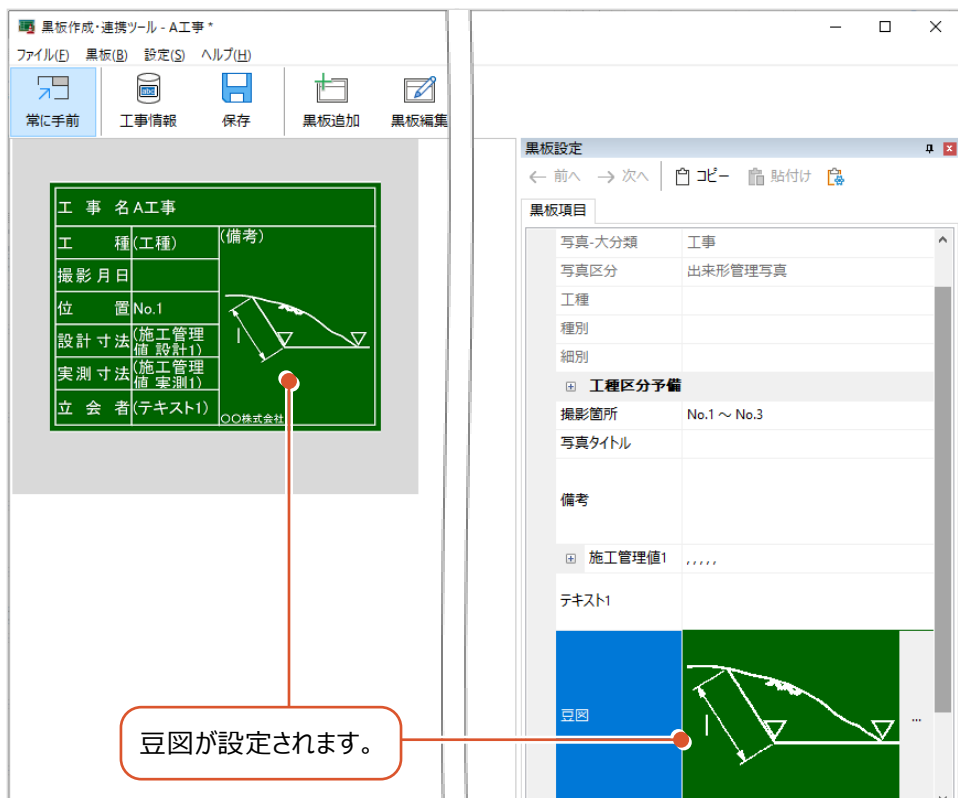 黒板作成・連携ツール - A工事 *
ファイル(F) 黒板(B) 設定(S) ヘルプ(H)
常に手前 工事情報 保存 黒板追加 黒板編集
工事名 A工事
工種 (工種) (備考)
撮影月日
位置 No.1
設計寸法 (施工管理値 設計1)
実測寸法 (施工管理値 実測1)
立会者 (テキスト1)
〇〇株式会社
l
黒板設定
前へ 次へ コピー 貼付け
黒板項目
写真-大分類 工事
写真区分 出来形管理写真
工種
種別
細別
工種区分予備
撮影箇所 No.1 ～ No.3
写真タイトル
備考
施工管理値1 , , , , ,
テキスト1
豆図 l ...
豆図が設定されます。